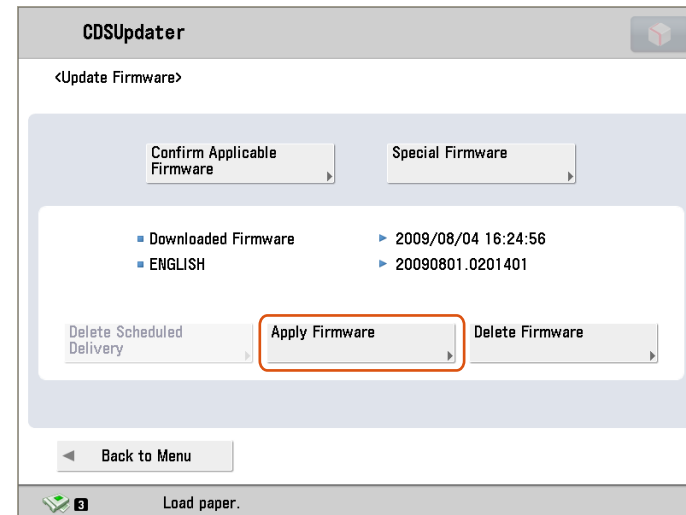 CDSUpdater
<Update Firmware>
Confirm Applicable
Firmware
Special Firmware
Downloaded Firmware
2009/08/04 16:24:56
ENGLISH
20090801.0201401
Delete Scheduled
Delivery
Apply Firmware
Delete Firmware
Back to Menu
3
Load paper.